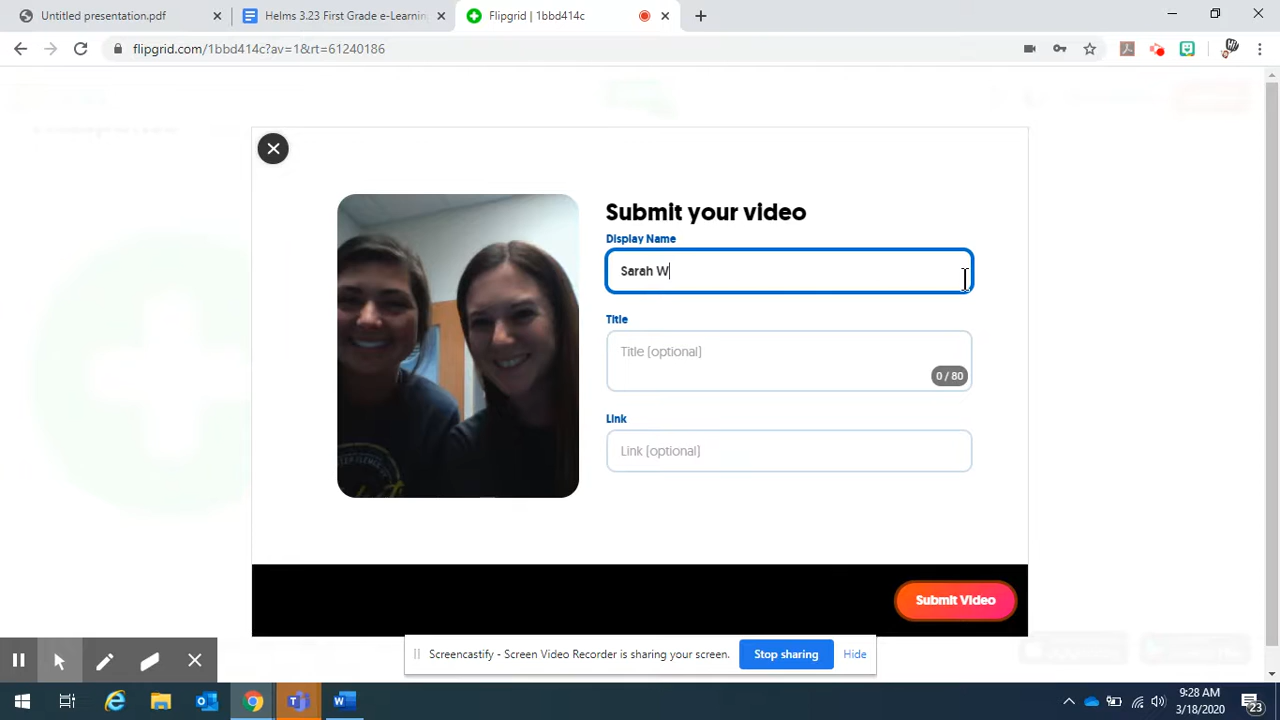 Untitled presentation.pdf
Helms 3.23 First Grade e-Learnin
Flipgrid | 1bbd414c
flipgrid.com/1bbd414c?av=1&rt=61240186
Submit your video
Display Name
Sarah W
Title
Title (optional)
0 / 80
Link
Link (optional)
Submit Video
Screencastify - Screen Video Recorder is sharing your screen.
Stop sharing
Hide
9:28 AM
3/18/2020
23